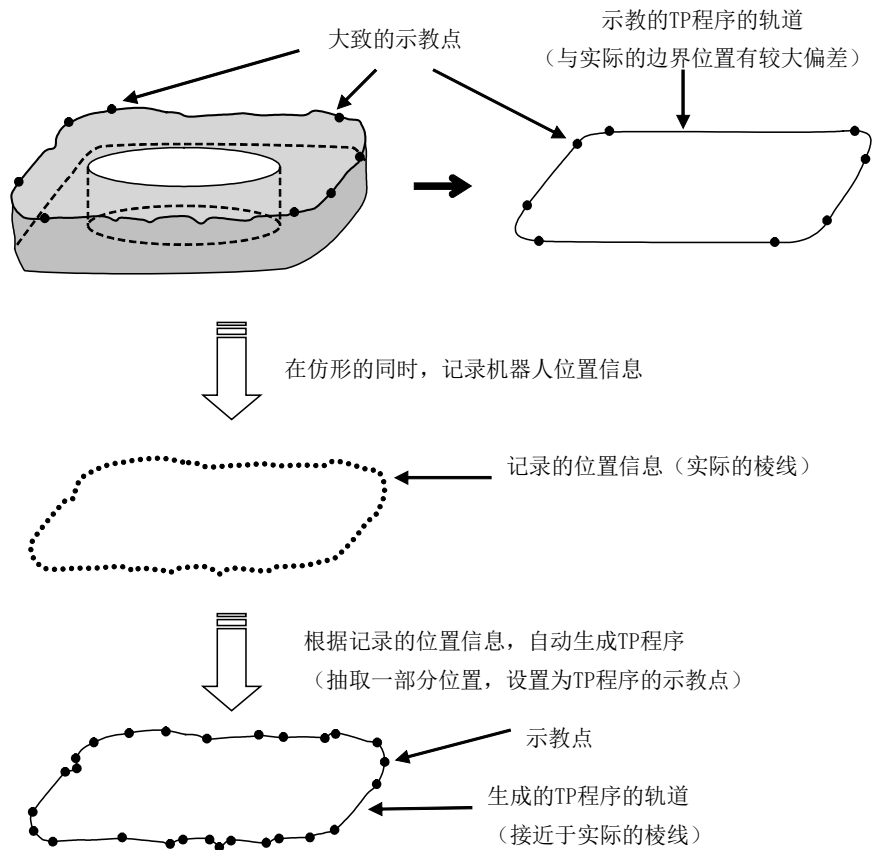 大致的示教点
示教的TP程序的轨道
（与实际的边界位置有较大偏差）
在仿形的同时，记录机器人位置信息
记录的位置信息（实际的棱线）
根据记录的位置信息，自动生成TP程序
（抽取一部分位置，设置为TP程序的示教点）
示教点
生成的TP程序的轨道
（接近于实际的棱线）